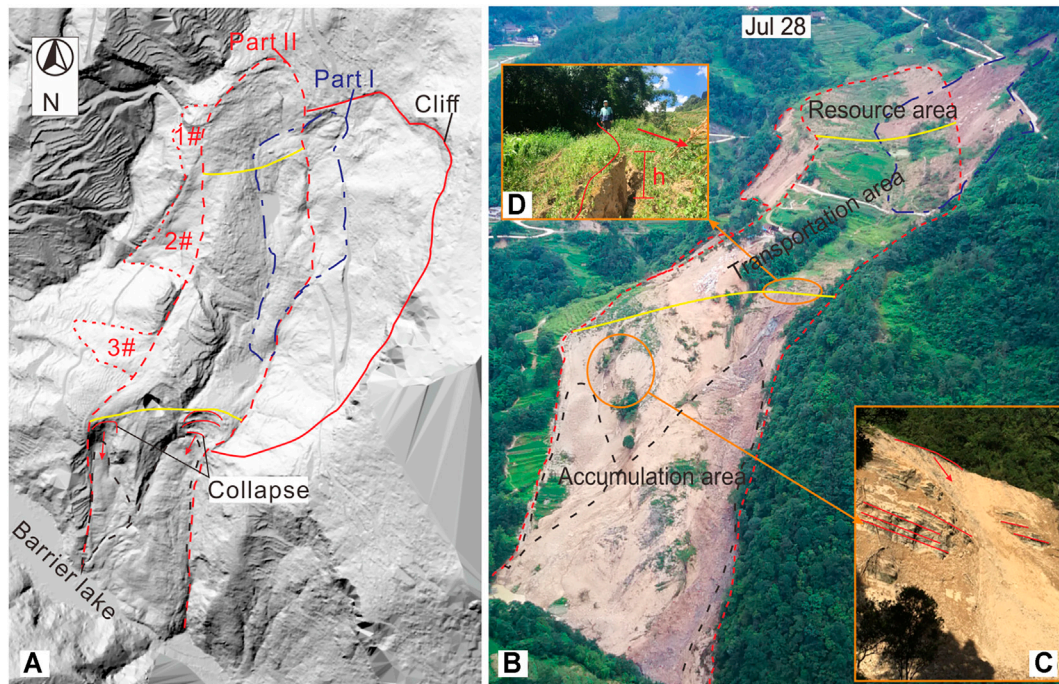 N
Part II
Part I
Cliff
1#
2#
3#
Collapse
Barrier lake
A
Jul 28
Resource area
h
D
Transportation area
Accumulation area
B
C